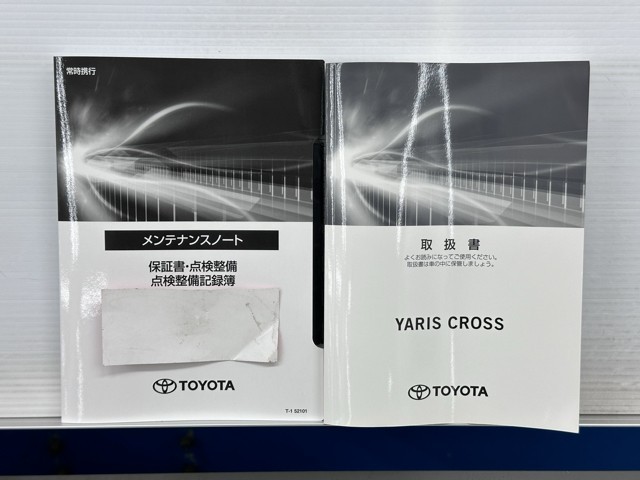 常時携行
メンテナンスノート
保証書・点検整備
点検整備記録簿
TOYOTA
T-1 52101
取扱書
よくお読みになってご使用ください。
取扱書は車の中に保管しましょう。
YARIS CROSS
TOYOTA